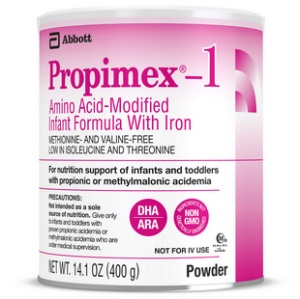 Abbott
Propimex®-1
Amino Acid-Modified
Infant Formula With Iron
METHIONINE- AND VALINE-FREE
LOW IN ISOLEUCINE AND THREONINE
For nutrition support of infants and toddlers
with propionic or methylmalonic acidemia
PRECAUTIONS:
Not intended as a sole
source of nutrition. Give only
to infants and toddlers with
proven propionic acidemia or
methylmalonic acidemia who are
under medical supervision.
DHA
ARA
NON
GMO
NOT FOR IV USE
NET WT. 14.1 OZ (400 g)
Powder